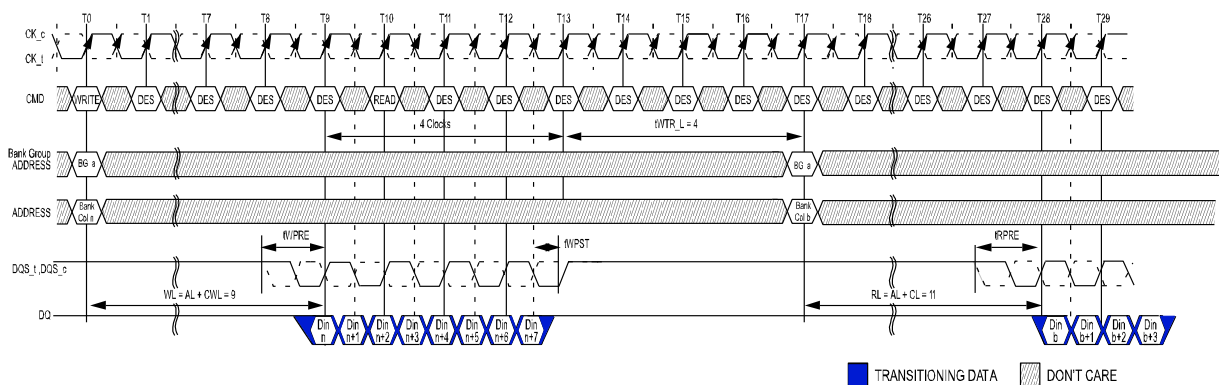 T0 T1 T7 T8 T9 T10 T11 T12 T13 T14 T15 T16 T17 T18 T26 T27 T28 T29
CK_c
CK_t
CMD WRITE DES DES DES DES READ DES DES DES DES DES DES DES DES DES DES DES DES
4 Clocks tWTR_L = 4
Bank Group
ADDRESS BG a BG a
ADDRESS Bank
Col n Bank
Col b
tWPRE tWPST tRPRE
DQS_t ,DQS_c
WL = AL + CWL = 9 RL = AL + CL = 11
DQ Din
n Din
n+1 Din
n+2 Din
n+3 Din
n+4 Din
n+5 Din
n+6 Din
n+7 Din
b Din
b+1 Din
b+2 Din
b+3
TRANSITIONING DATA DON'T CARE